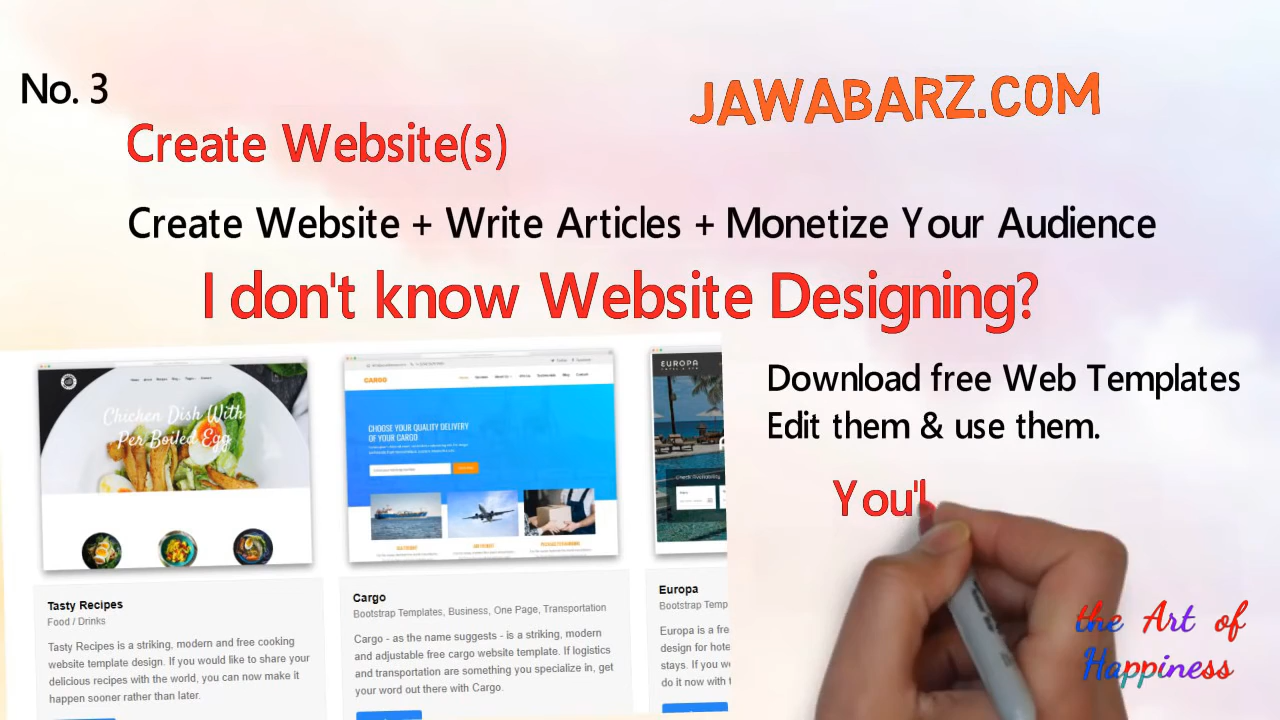 No. 3
JAWABARZ.COM
Create Website(s)
Create Website + Write Articles + Monetize Your Audience
I don't know Website Designing?
Download free Web Templates
Edit them & use them.
You'l
Chicken Dish With
Per Boiled Egg
CARGO
CHOOSE YOUR QUALITY DELIVERY
OF YOUR CARGO
EUROPA
Check Availability
Tasty Recipes
Food / Drinks
Tasty Recipes is a striking, modern and free cooking
website template design. If you would like to share your
delicious recipes with the world, you can now make it
happen sooner rather than later.
Cargo
Bootstrap Templates, Business, One Page, Transportation
Cargo - as the name suggests - is a striking, modern
and adjustable free cargo website template. If logistics
and transportation are something you specialize in, get
your word out there with Cargo.
Europa
Bootstrap Temp
Europa is a fre
design for hote
stays. If you w
do it now with
the Art of
Happiness